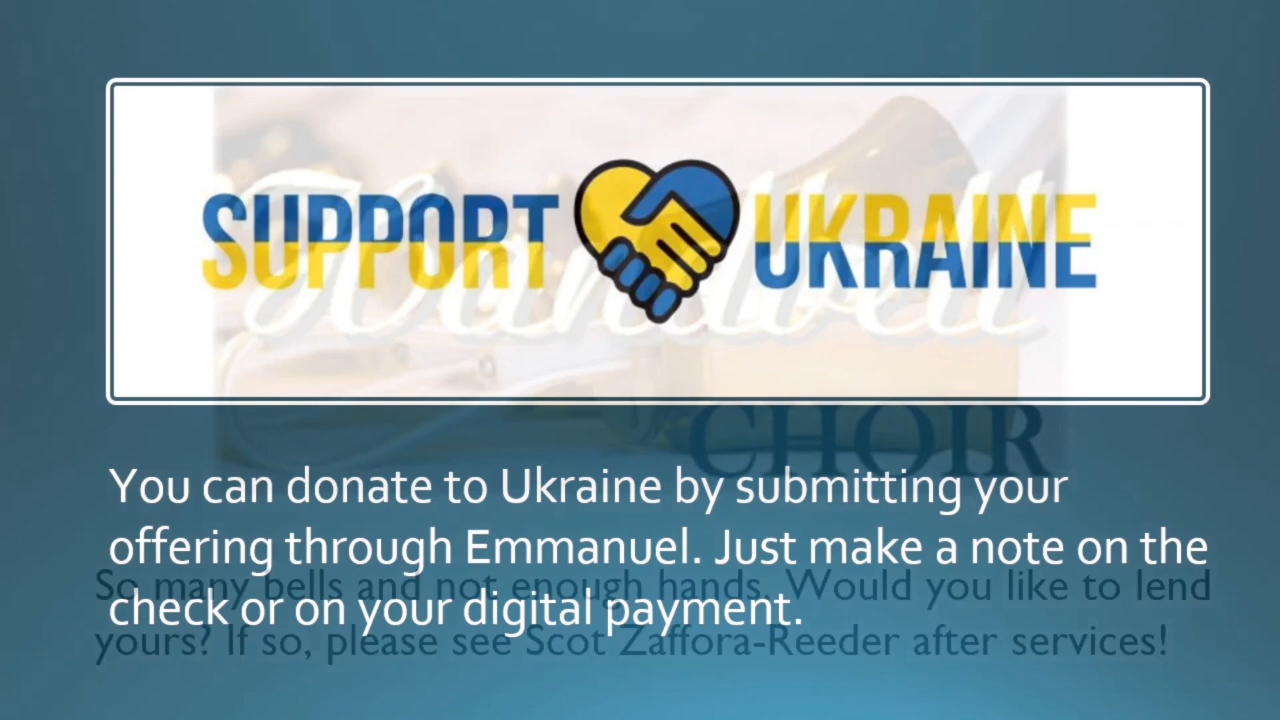 SUPPORT UKRAINE
Handbell
CHOIR
You can donate to Ukraine by submitting your
offering through Emmanuel. Just make a note on the
check or on your digital payment.
So many bells and not enough hands. Would you like to lend
yours? If so, please see Scot Zaffora-Reeder after services!